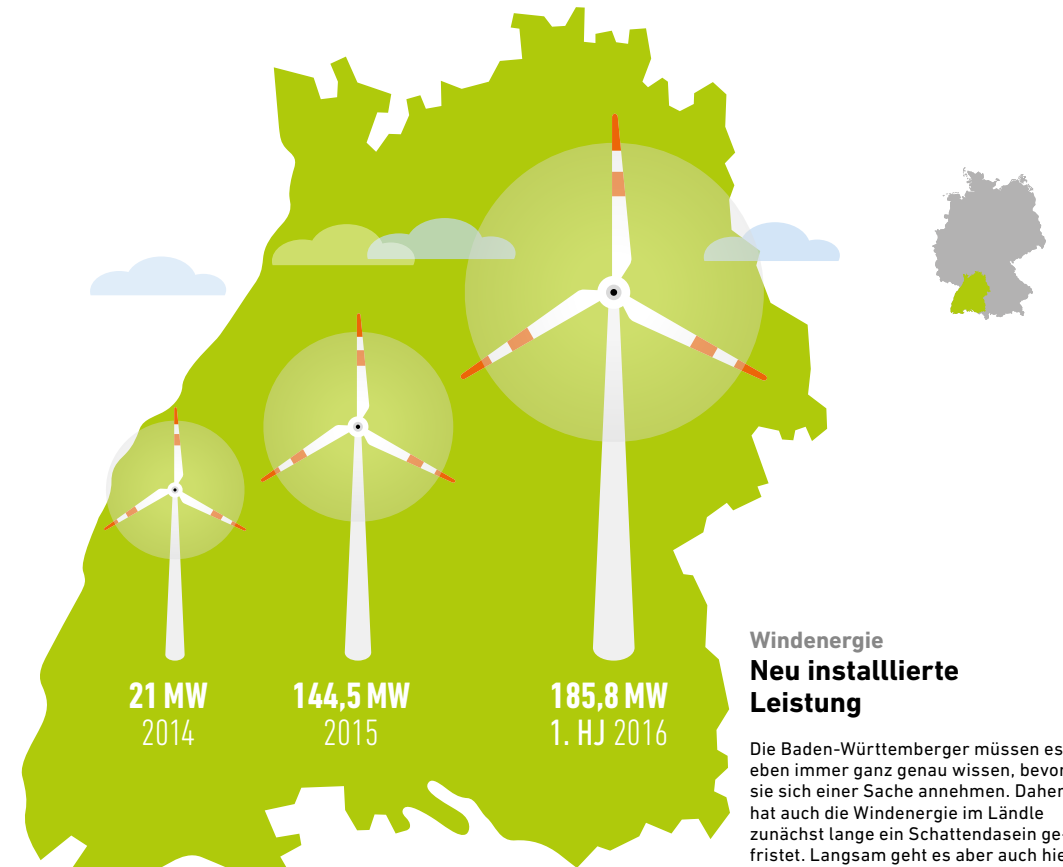 21 MW
2014
144,5 MW
2015
185,8 MW
1. HJ 2016
Windenergie
Neu installlierte
Leistung
Die Baden-Württemberger müssen es
eben immer ganz genau wissen, bevor
sie sich einer Sache annehmen. Daher
hat auch die Windenergie im Ländle
zunächst lange ein Schattendasein ge-
fristet. Langsam geht es aber auch